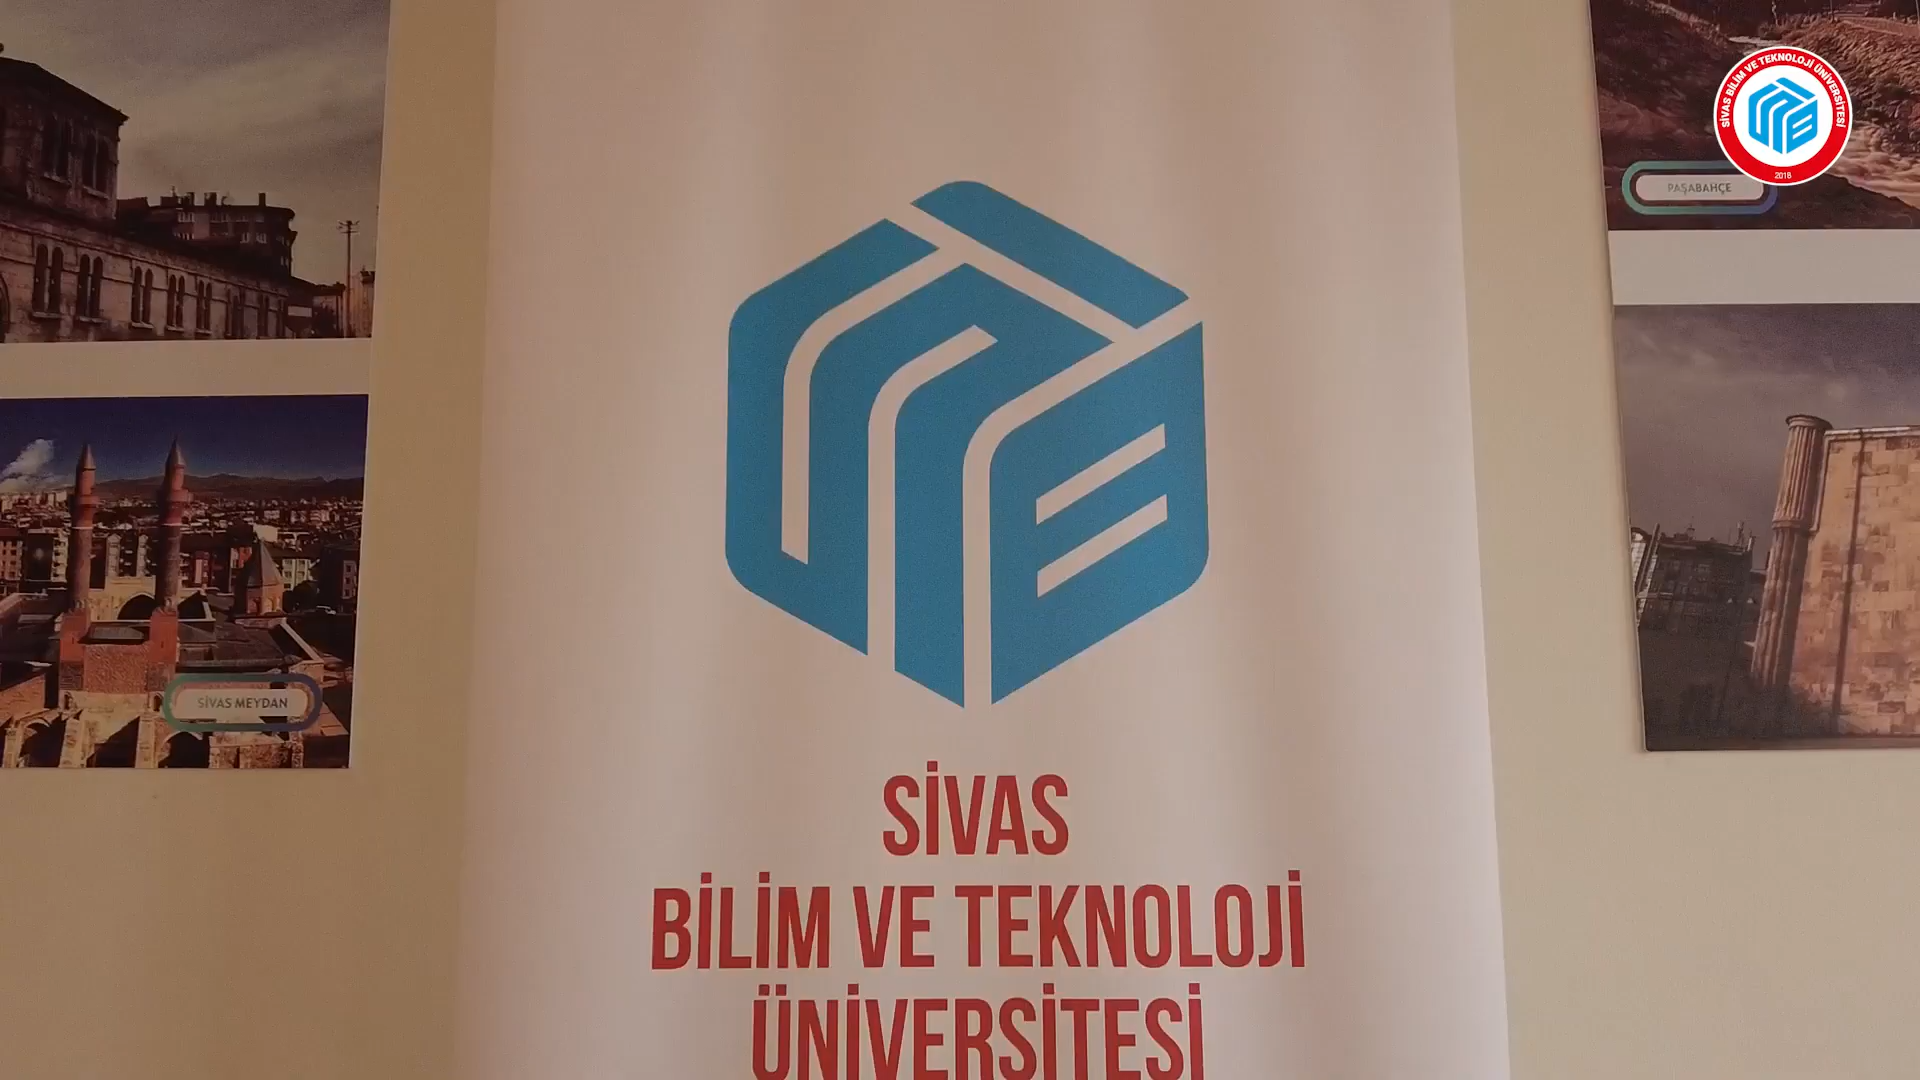 SİVAS BİLİM VE TEKNOLOJİ ÜNİVERSİTESİ
2018
PAŞABAHÇE
SİVAS MEYDAN
SİVAS
BİLİM VE TEKNOLOJİ
ÜNİVERSİTESİ